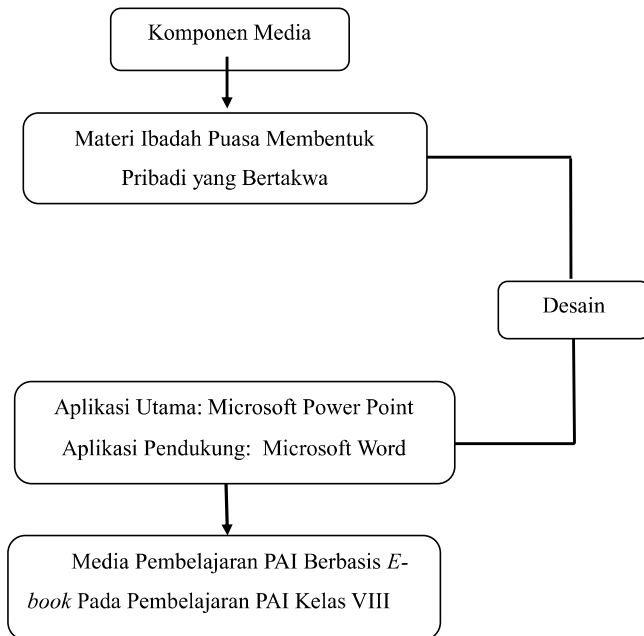 Komponen Media
Materi Ibadah Puasa Membentuk
Pribadi yang Bertakwa
Desain
Aplikasi Utama: Microsoft Power Point
Aplikasi Pendukung: Microsoft Word
Media Pembelajaran PAI Berbasis E-
book Pada Pembelajaran PAI Kelas VIII